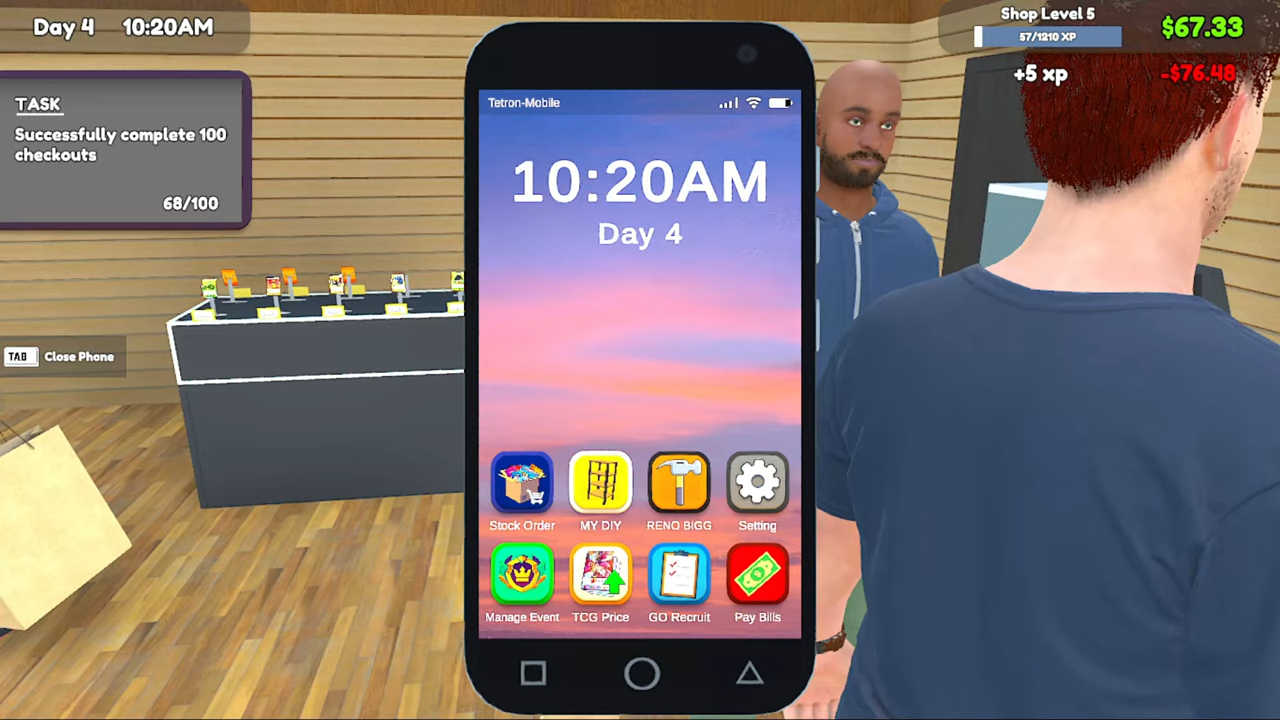 Day 4 10:20AM
Shop Level 5
57/1210 XP
$67.33
+5 xp
-$76.48
TASK
Successfully complete 100
checkouts
68/100
TAB Close Phone
Tetron-Mobile
10:20AM
Day 4
Stock Order
MY DIY
RENO BIGG
Setting
Manage Event
TCG Price
GO Recruit
Pay Bills